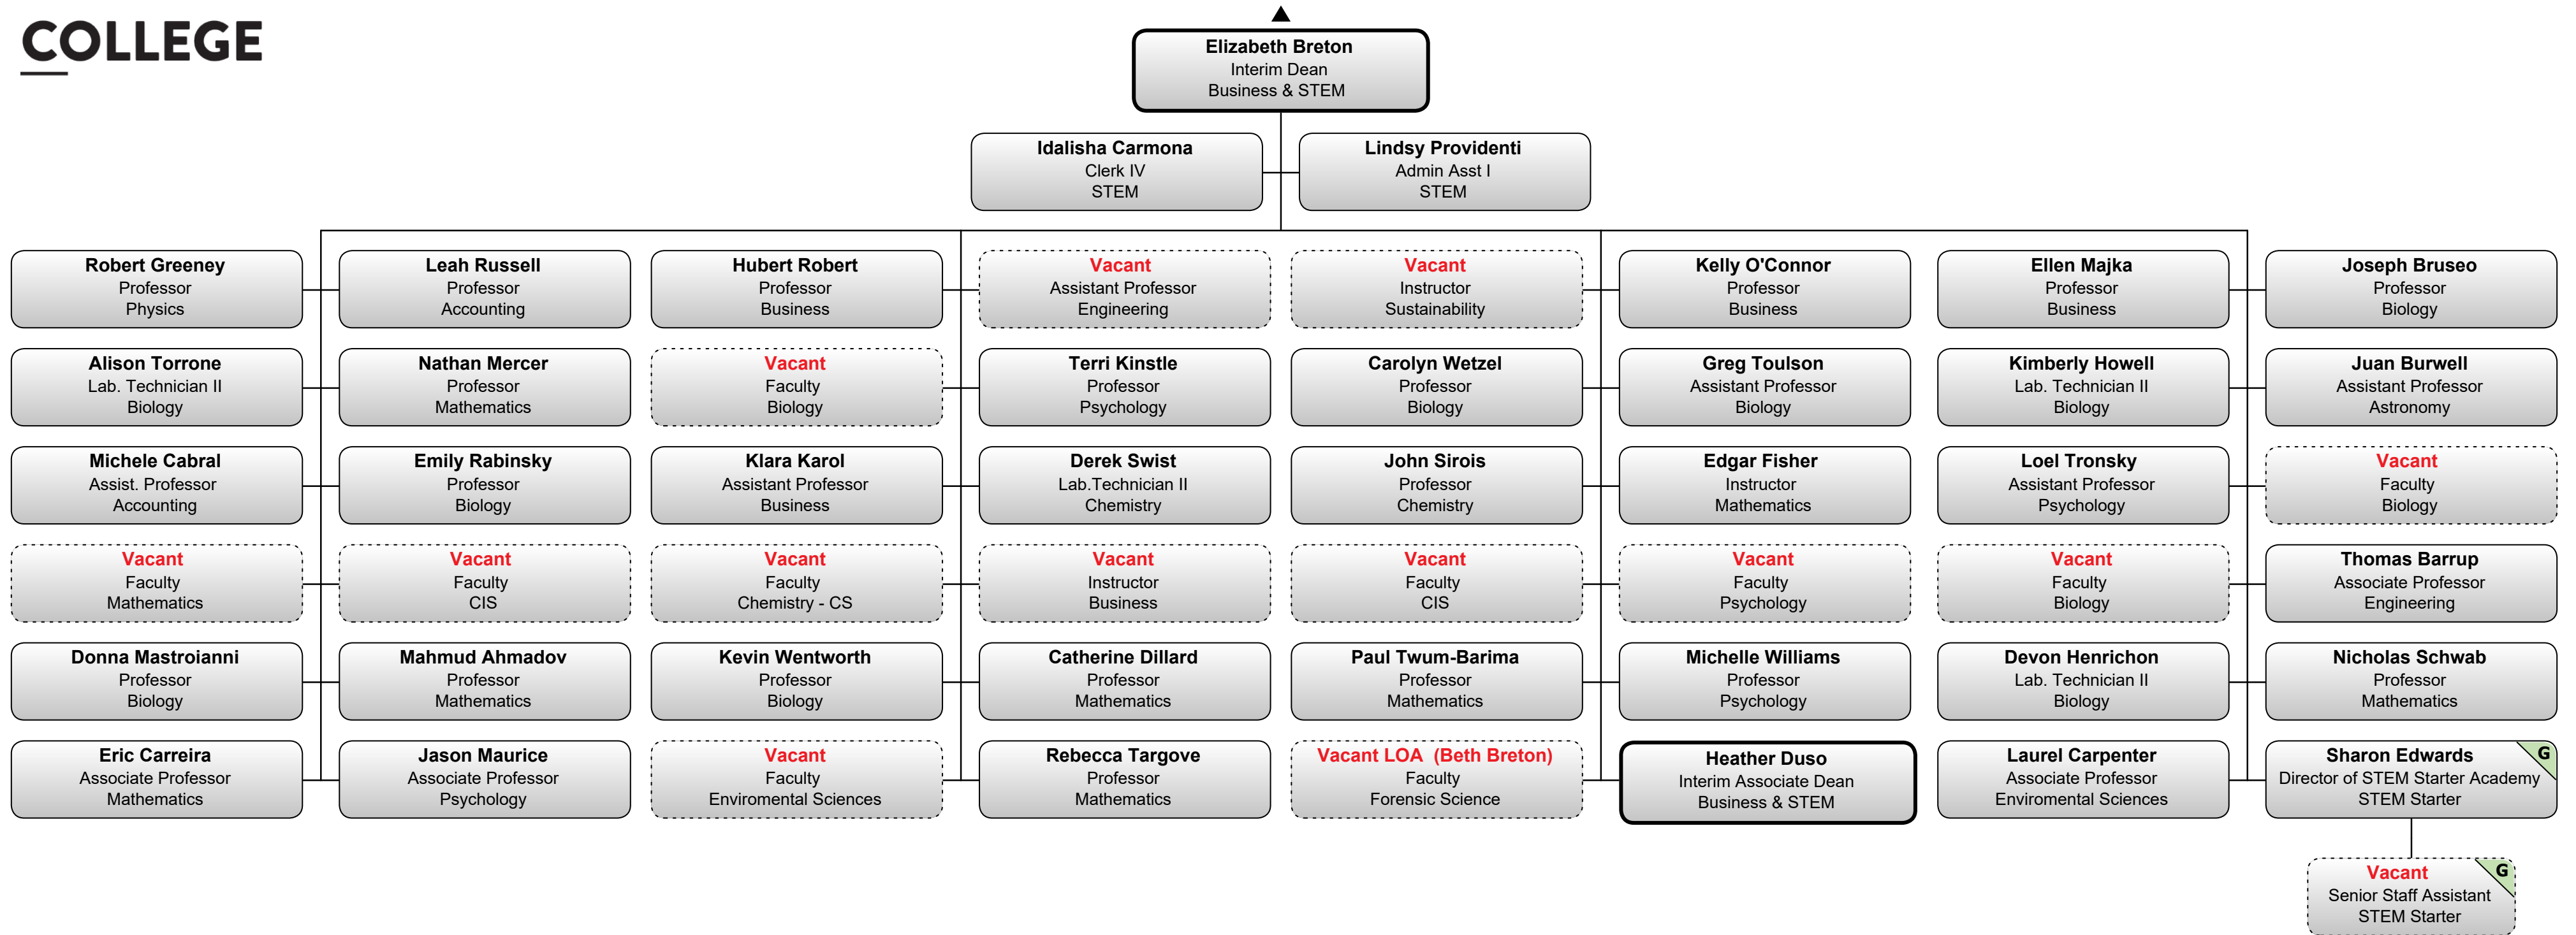 COLLEGE
Elizabeth Breton
Interim Dean
Business & STEM
Idalisha Carmona
Clerk IV
STEM
Lindsy Providenti
Admin Asst I
STEM
Robert Greeney
Professor
Physics
Leah Russell
Professor
Accounting
Hubert Robert
Professor
Business
Vacant
Assistant Professor
Engineering
Vacant
Instructor
Sustainability
Kelly O'Connor
Professor
Business
Ellen Majka
Professor
Business
Joseph Bruseo
Professor
Biology
Alison Torrone
Lab. Technician II
Biology
Nathan Mercer
Professor
Mathematics
Vacant
Faculty
Biology
Terri Kinstle
Professor
Psychology
Carolyn Wetzel
Professor
Biology
Greg Toulson
Assistant Professor
Biology
Kimberly Howell
Lab. Technician II
Biology
Juan Burwell
Assistant Professor
Astronomy
Michele Cabral
Assist. Professor
Accounting
Emily Rabinsky
Professor
Biology
Klara Karol
Assistant Professor
Business
Derek Swist
Lab.Technician II
Chemistry
John Sirois
Professor
Chemistry
Edgar Fisher
Instructor
Mathematics
Loel Tronsky
Assistant Professor
Psychology
Vacant
Faculty
Biology
Vacant
Faculty
Mathematics
Vacant
Faculty
CIS
Vacant
Faculty
Chemistry - CS
Vacant
Instructor
Business
Vacant
Faculty
CIS
Vacant
Faculty
Psychology
Vacant
Faculty
Biology
Thomas Barrup
Associate Professor
Engineering
Donna Mastroianni
Professor
Biology
Mahmud Ahmadov
Professor
Mathematics
Kevin Wentworth
Professor
Biology
Catherine Dillard
Professor
Mathematics
Paul Twum-Barima
Professor
Mathematics
Michelle Williams
Professor
Psychology
Devon Henrichon
Lab. Technician II
Biology
Nicholas Schwab
Professor
Mathematics
Eric Carreira
Associate Professor
Mathematics
Jason Maurice
Associate Professor
Psychology
Vacant
Faculty
Enviromental Sciences
Rebecca Targove
Professor
Mathematics
Vacant LOA (Beth Breton)
Faculty
Forensic Science
Heather Duso
Interim Associate Dean
Business & STEM
Laurel Carpenter
Associate Professor
Enviromental Sciences
Sharon Edwards
G
Director of STEM Starter Academy
STEM Starter
Vacant
G
Senior Staff Assistant
STEM Starter